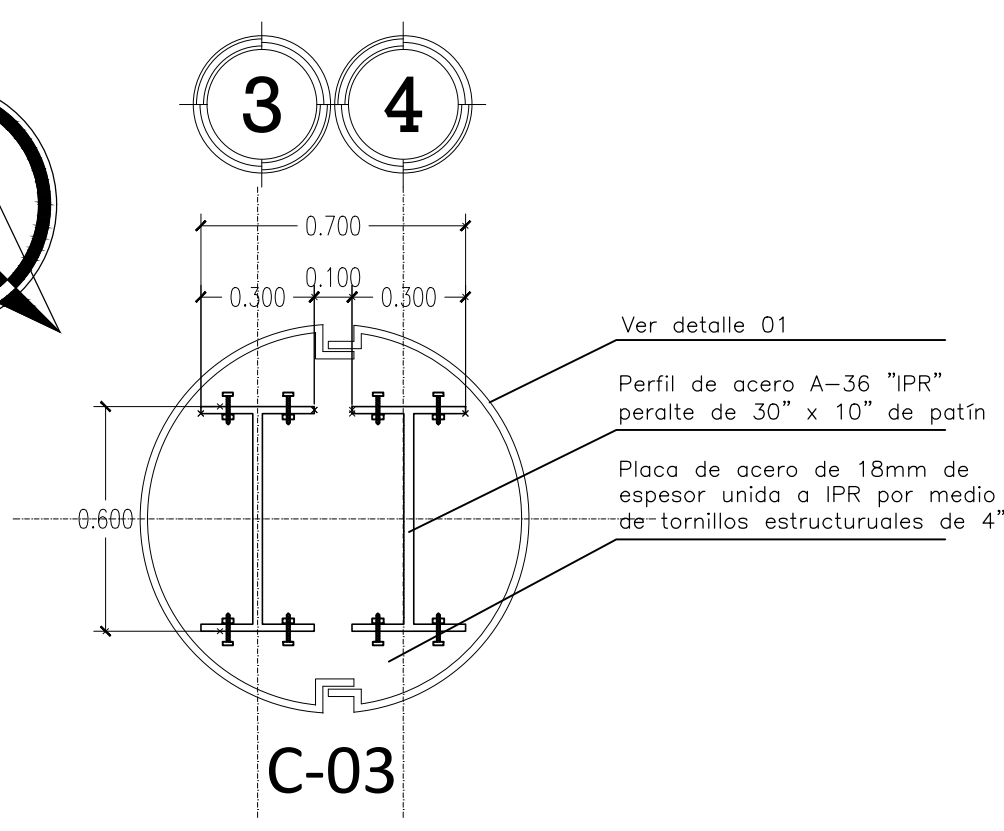 3
4
0.700
0.100
0.300
0.300
Ver detalle 01
Perfil de acero A-36 "IPR"
peralte de 30" x 10" de patín
Placa de acero de 18mm de
espesor unida a IPR por medio
de tornillos estructuruales de 4"
0.600
C-03